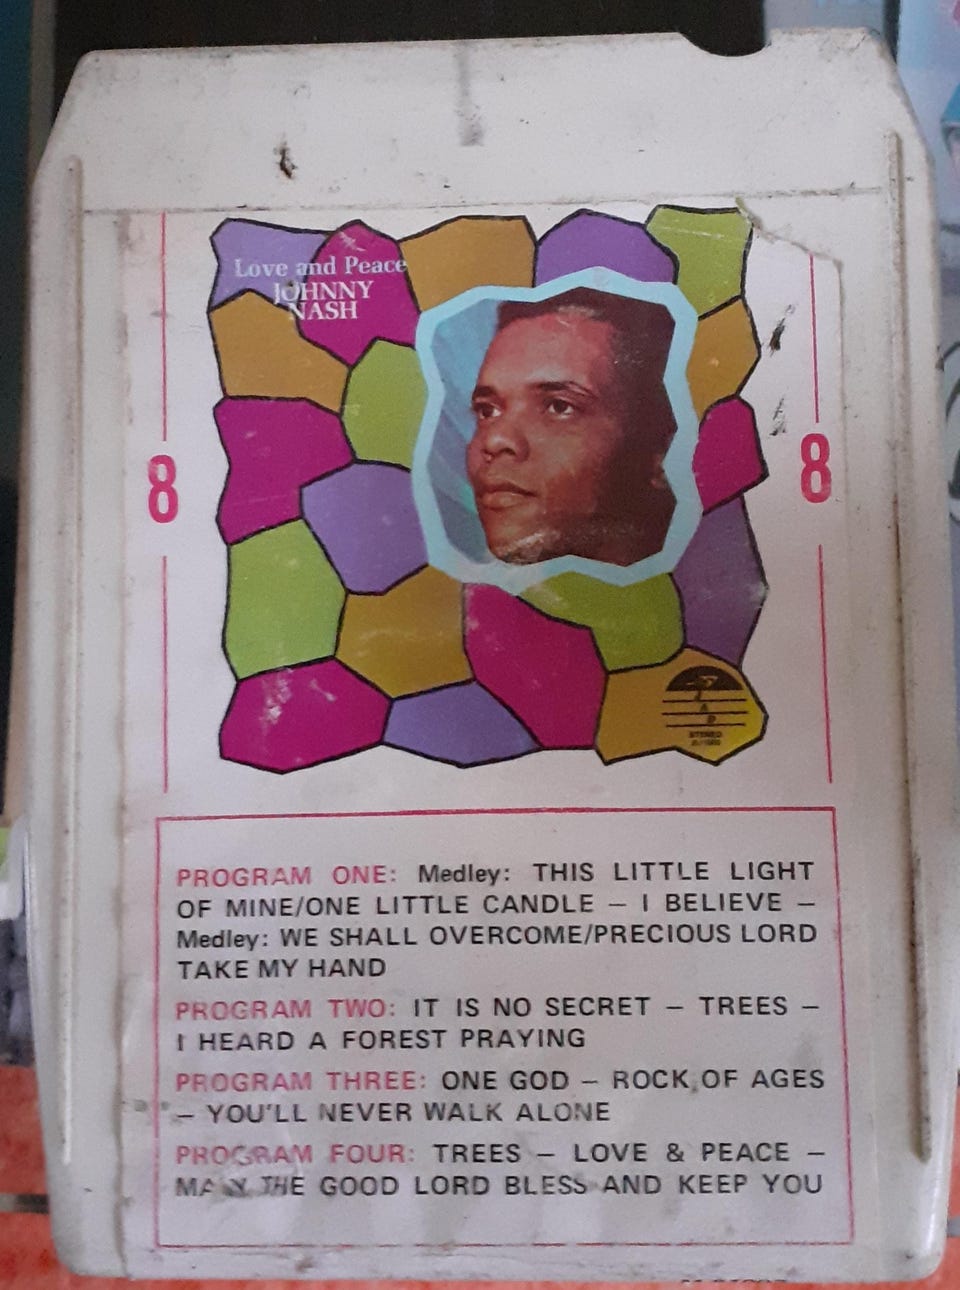 Love and Peace
JOHNNY
NASH
8
8
STEREO
PROGRAM ONE: Medley: THIS LITTLE LIGHT
OF MINE/ONE LITTLE CANDLE – I BELIEVE –
Medley: WE SHALL OVERCOME/PRECIOUS LORD
TAKE MY HAND
PROGRAM TWO: IT IS NO SECRET – TREES –
I HEARD A FOREST PRAYING
PROGRAM THREE: ONE GOD – ROCK OF AGES
– YOU'LL NEVER WALK ALONE
PROGRAM FOUR: TREES – LOVE & PEACE –
MAY THE GOOD LORD BLESS AND KEEP YOU